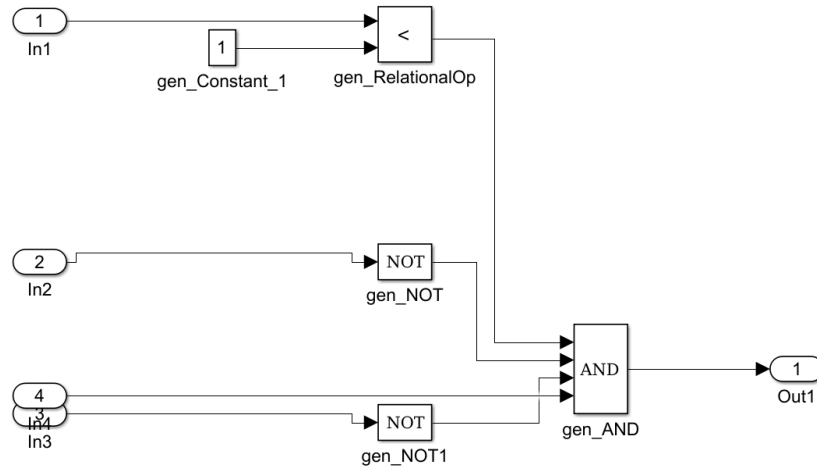 1
In1
1
gen_Constant_1
<
gen_RelationalOp
2
In2
NOT
gen_NOT
4
3
In4
In3
NOT
gen_NOT1
AND
gen_AND
1
Out1